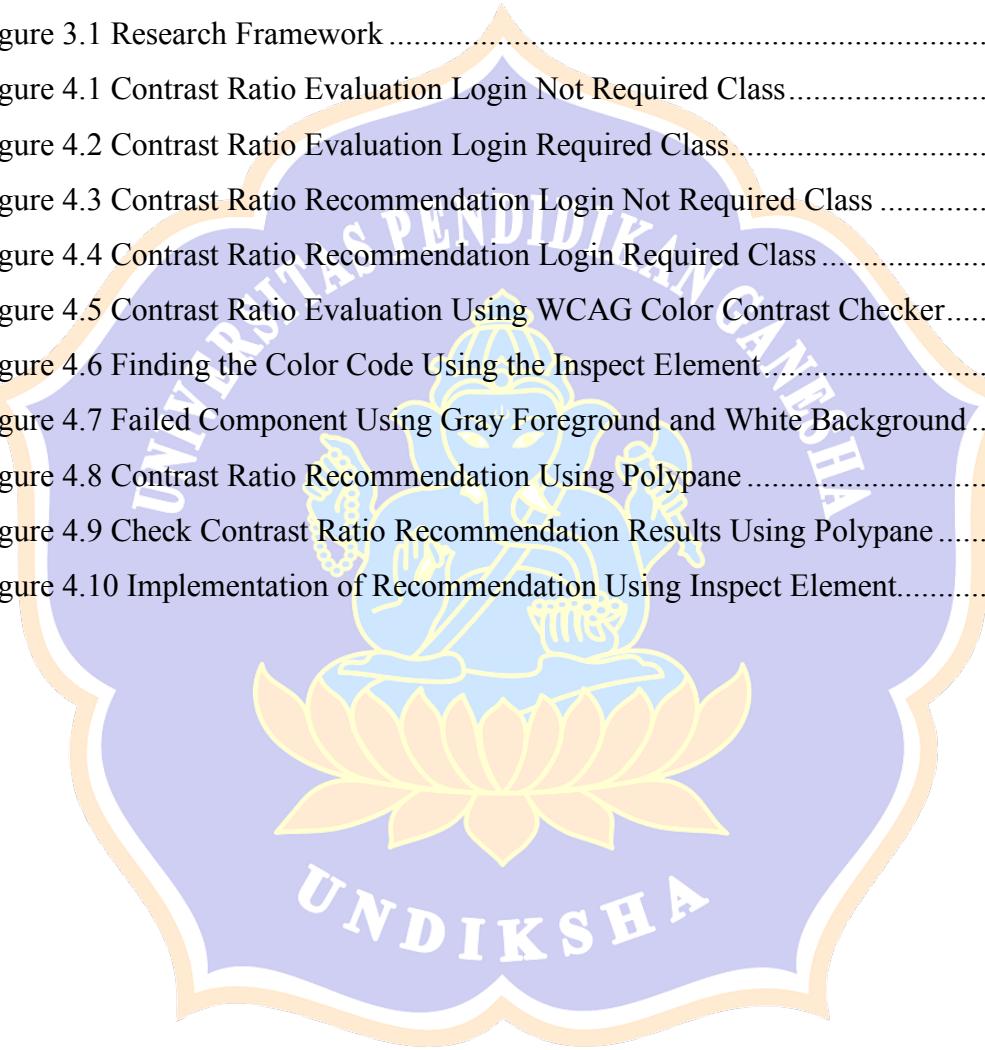 gure 3.1 Research Framework ..........................................................................
gure 4.1 Contrast Ratio Evaluation Login Not Required Class.........................
gure 4.2 Contrast Ratio Evaluation Login Required Class................................
gure 4.3 Contrast Ratio Recommendation Login Not Required Class .............
gure 4.4 Contrast Ratio Recommendation Login Required Class ....................
gure 4.5 Contrast Ratio Evaluation Using WCAG Color Contrast Checker.....
gure 4.6 Finding the Color Code Using the Inspect Element............................
gure 4.7 Failed Component Using Gray Foreground and White Background ..
gure 4.8 Contrast Ratio Recommendation Using Polypane .............................
gure 4.9 Check Contrast Ratio Recommendation Results Using Polypane ......
gure 4.10 Implementation of Recommendation Using Inspect Element...........
UNIVERSITAS PENDIDIKAN GANESHA
UNDIKSHA